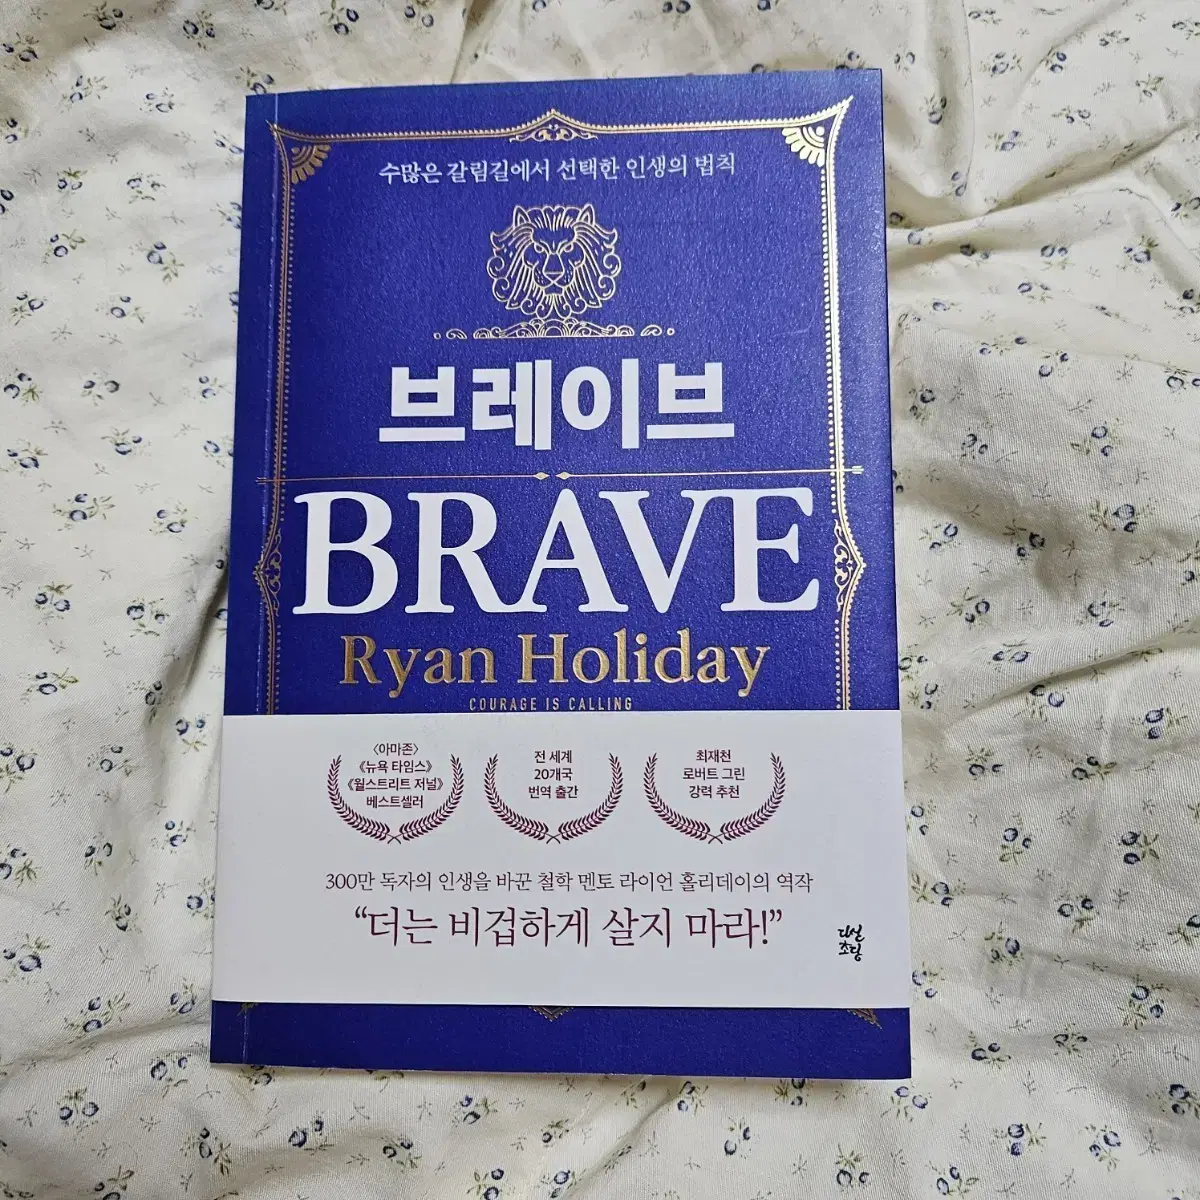 수많은 갈림길에서 선택한 인생의 법칙
브레이브
BRAVE
Ryan Holiday
COURAGE IS CALLING
〈아마존〉
《뉴욕 타임스》
《월스트리트 저널》
베스트셀러
전 세계
20개국
번역 출간
최재천
로버트 그린
강력 추천
300만 독자의 인생을 바꾼 철학 멘토 라이언 홀리데이의 역작
“더는 비겁하게 살지 마라!”
다산
초당